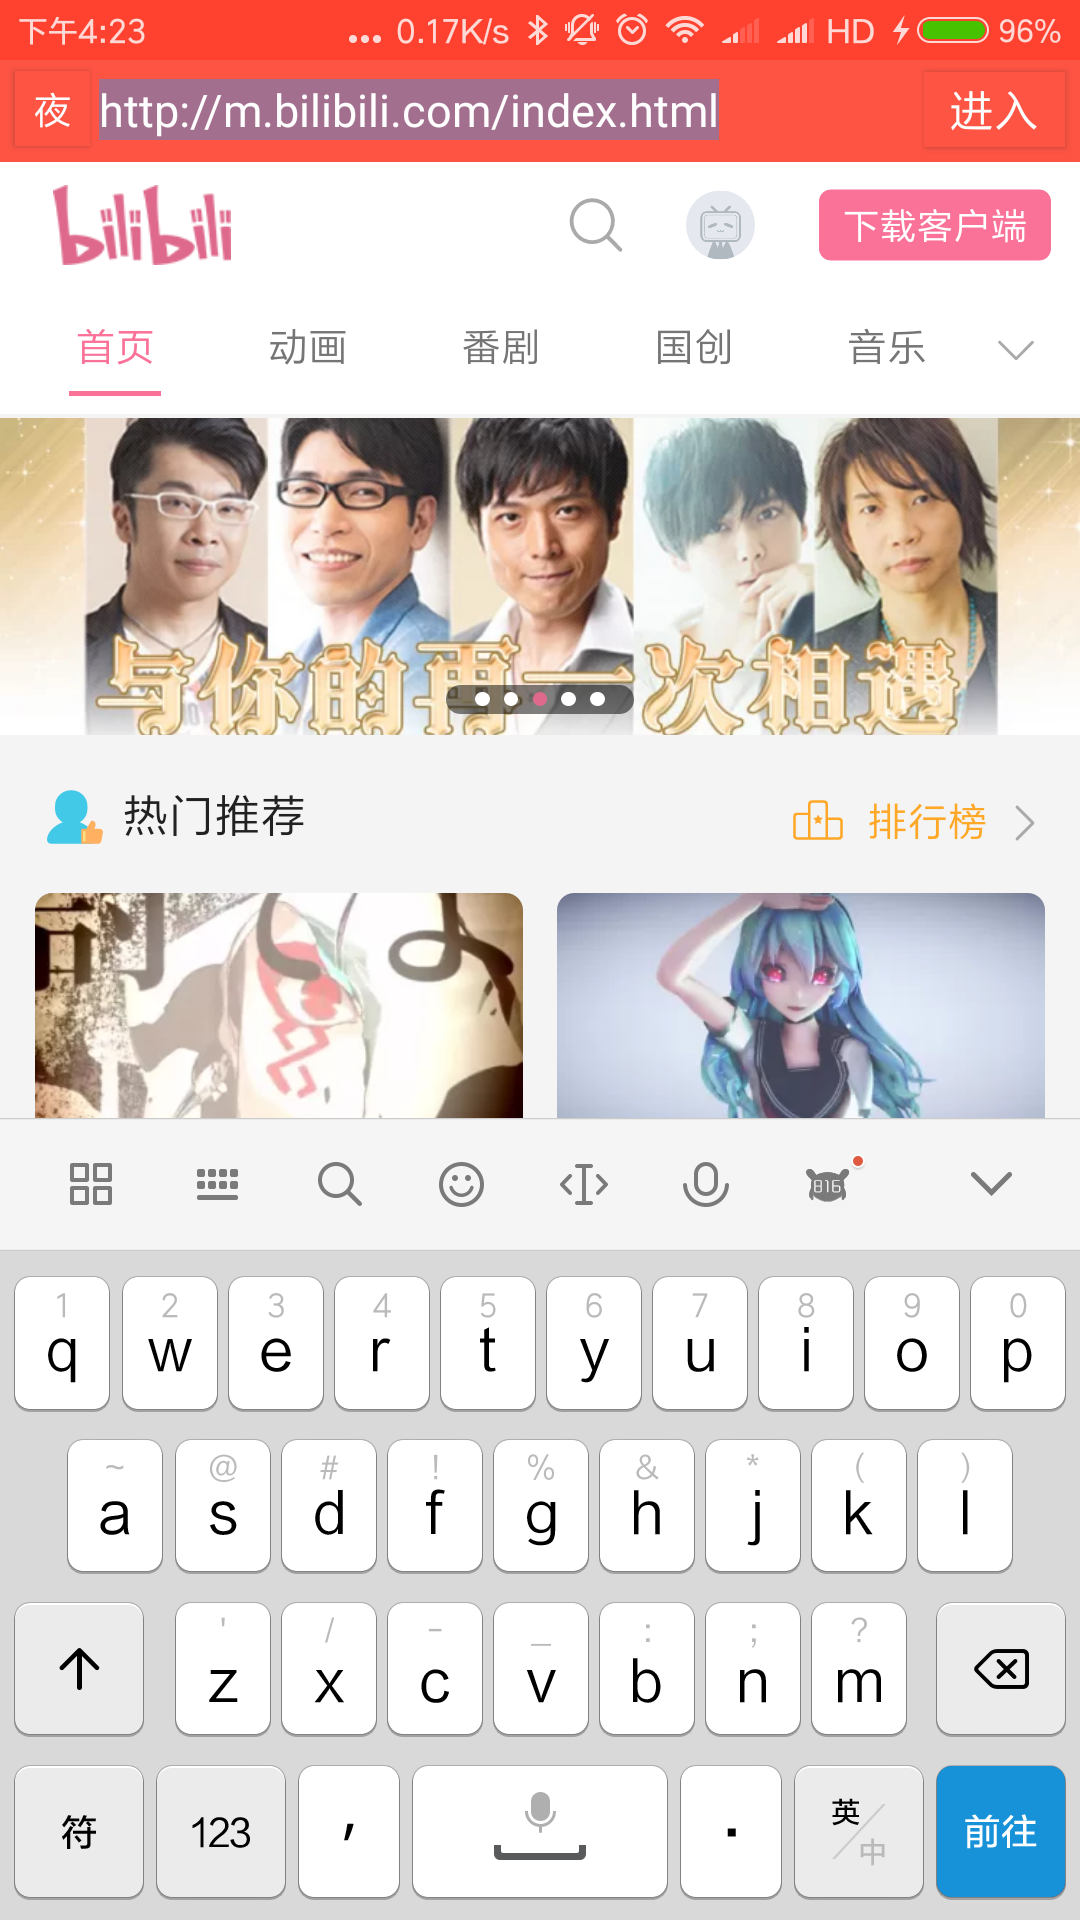 下午4:23 ... 0.17K/s HD 96%
夜 http://m.bilibili.com/index.html 进入
bilibili 下载客户端
首页 动画 番剧 国创 音乐
与你的再一次相遇
热门推荐 排行榜
816
1 2 3 4 5 6 7 8 9 0
q w e r t y u i o p
~ @ # ! % & * ( )
a s d f g h j k l
' / - _ : ; ?
z x c v b n m
符 123 , . 英/中 前往